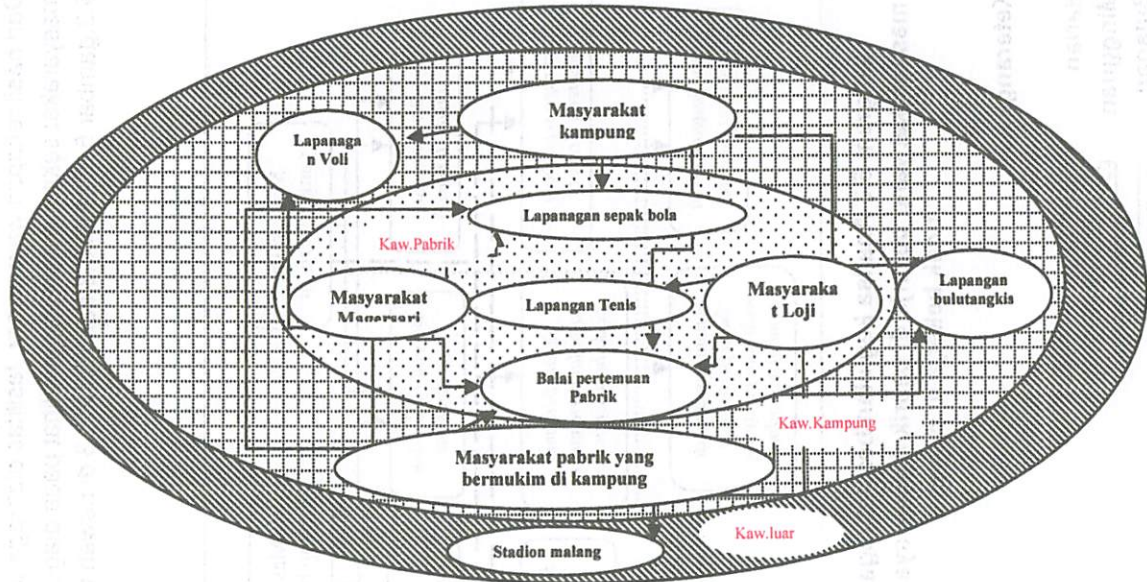 Masyarakat
kampung
Lapanaga
n Voli
Lapanagan sepak bola
Kaw.Pabrik
Masyarakat
Magersari
Lapangan Tenis
Masyaraka
t Loji
Lapangan
bulutangkis
Balai pertemuan
Pabrik
Kaw.Kampung
Masyarakat pabrik yang
bermukim di kampung
Kaw.luar
Stadion malang